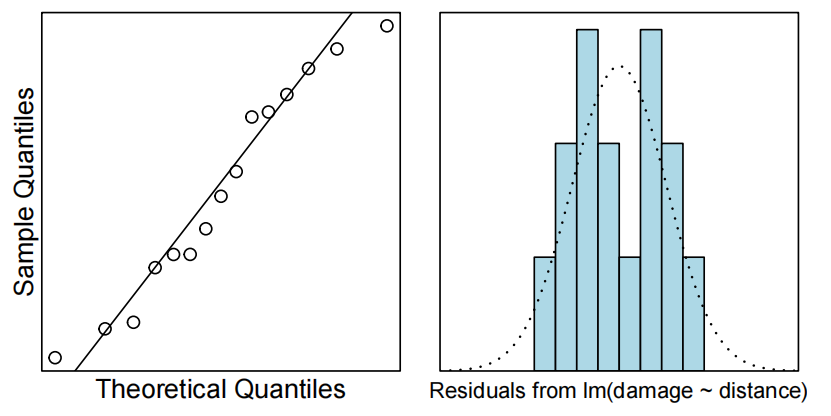 Sample Quantiles
Theoretical Quantiles
Residuals from lm(damage ~ distance)